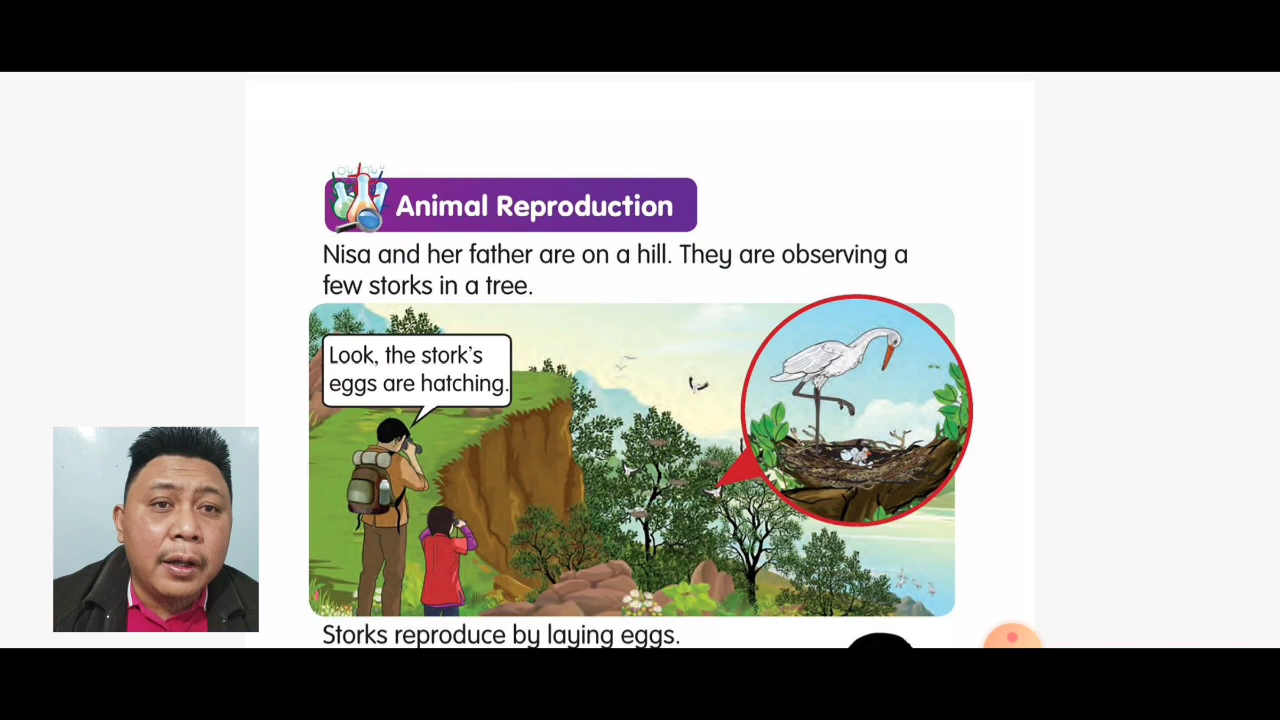 Animal Reproduction
Nisa and her father are on a hill. They are observing a
few storks in a tree.
Look, the stork's
eggs are hatching.
Storks reproduce by laying eggs.